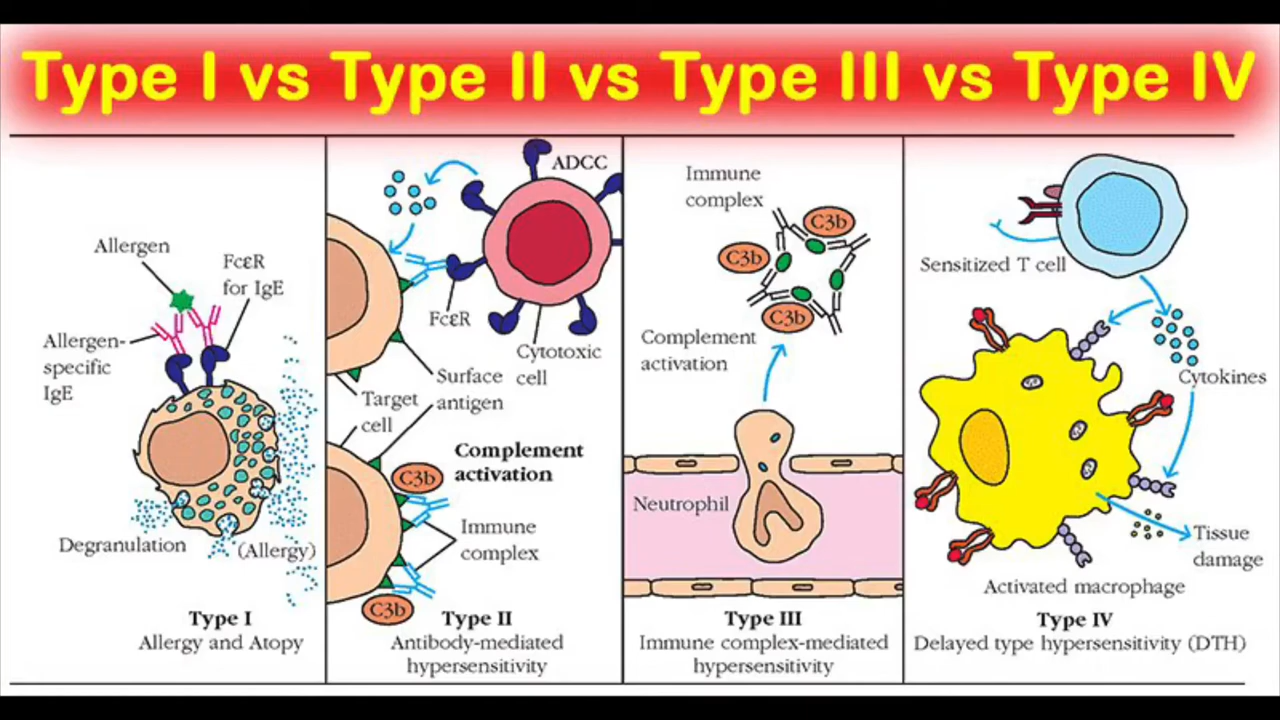 Type I vs Type II vs Type III vs Type IV
Allergen
FcεR
for IgE
Allergen-
specific
IgE
Degranulation
(Allergy)
Type I
Allergy and Atopy
ADCC
FcεR
Cytotoxic
cell
Surface
antigen
Target
cell
Complement
activation
C3b
Immune
complex
C3b
Type II
Antibody-mediated
hypersensitivity
Immune
complex
C3b
C3b
C3b
Complement
activation
Neutrophil
Type III
Immune complex-mediated
hypersensitivity
Sensitized T cell
Cytokines
Tissue
damage
Activated macrophage
Type IV
Delayed type hypersensitivity (DTH)